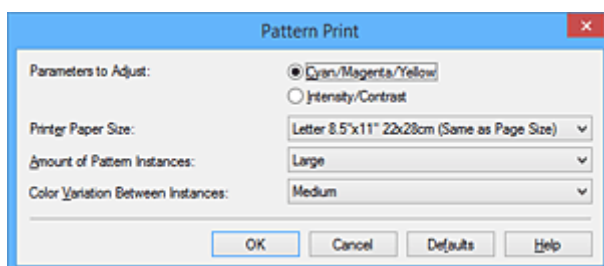 Pattern Print
Parameters to Adjust: Cyan/Magenta/Yellow
Intensity/Contrast
Printer Paper Size: Letter 8.5"x11" 22x28cm (Same as Page Size)
Amount of Pattern Instances: Large
Color Variation Between Instances: Medium
OK Cancel Defaults Help